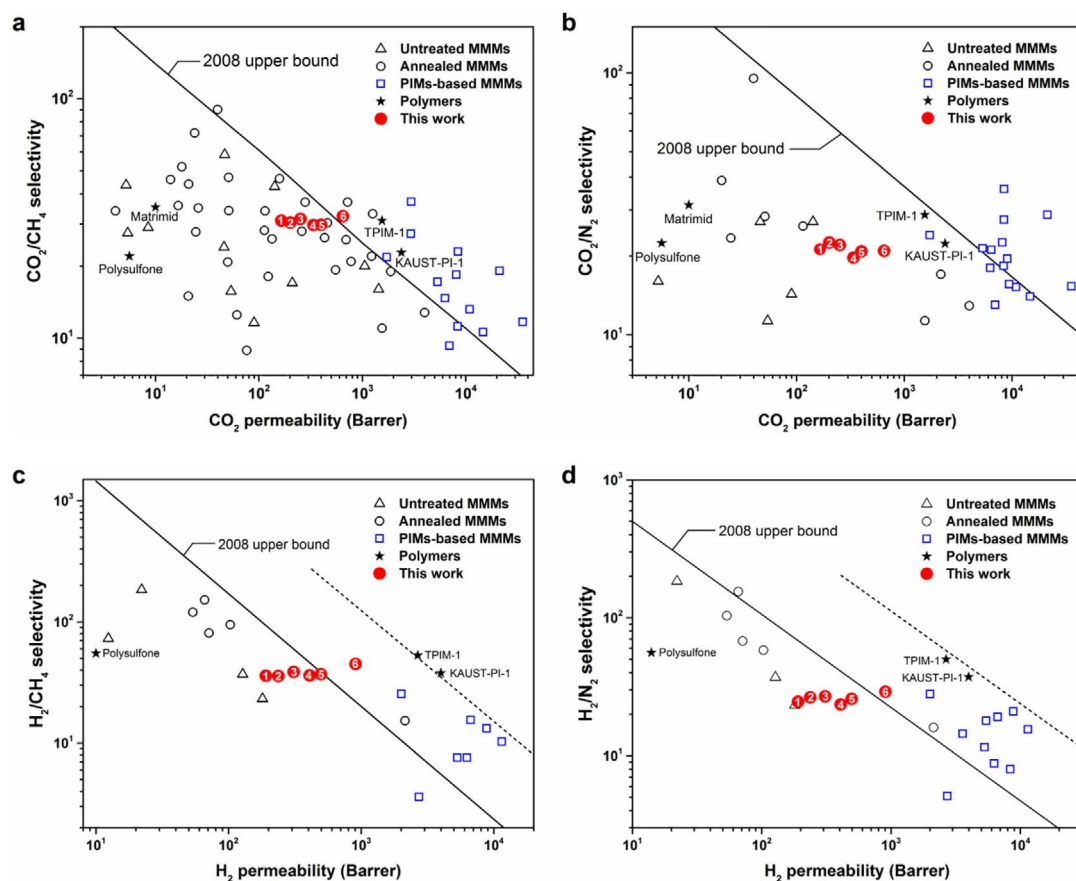 a
10²
10¹
CO₂/CH₄ selectivity
2008 upper bound
Untreated MMMs
Annealed MMMs
PIMs-based MMMs
Polymers
This work
Matrimid
Polysulfone
1 2 3 4 5 6
TPIM-1
KAUST-PI-1
10¹ 10² 10³ 10⁴
CO₂ permeability (Barrer)
b
10²
10¹
CO₂/N₂ selectivity
Untreated MMMs
Annealed MMMs
PIMs-based MMMs
Polymers
This work
2008 upper bound
Matrimid
Polysulfone
1 2 3 4 5 6
TPIM-1
KAUST-PI-1
10¹ 10² 10³ 10⁴
CO₂ permeability (Barrer)
c
10³
10²
10¹
H₂/CH₄ selectivity
Untreated MMMs
Annealed MMMs
PIMs-based MMMs
Polymers
This work
2008 upper bound
Polysulfone
1 2 3 4 5 6
TPIM-1
KAUST-PI-1
10¹ 10² 10³ 10⁴
H₂ permeability (Barrer)
d
10³
10²
10¹
H₂/N₂ selectivity
Untreated MMMs
Annealed MMMs
PIMs-based MMMs
Polymers
This work
2008 upper bound
Polysulfone
1 2 3 4 5 6
TPIM-1
KAUST-PI-1
10¹ 10² 10³ 10⁴
H₂ permeability (Barrer)